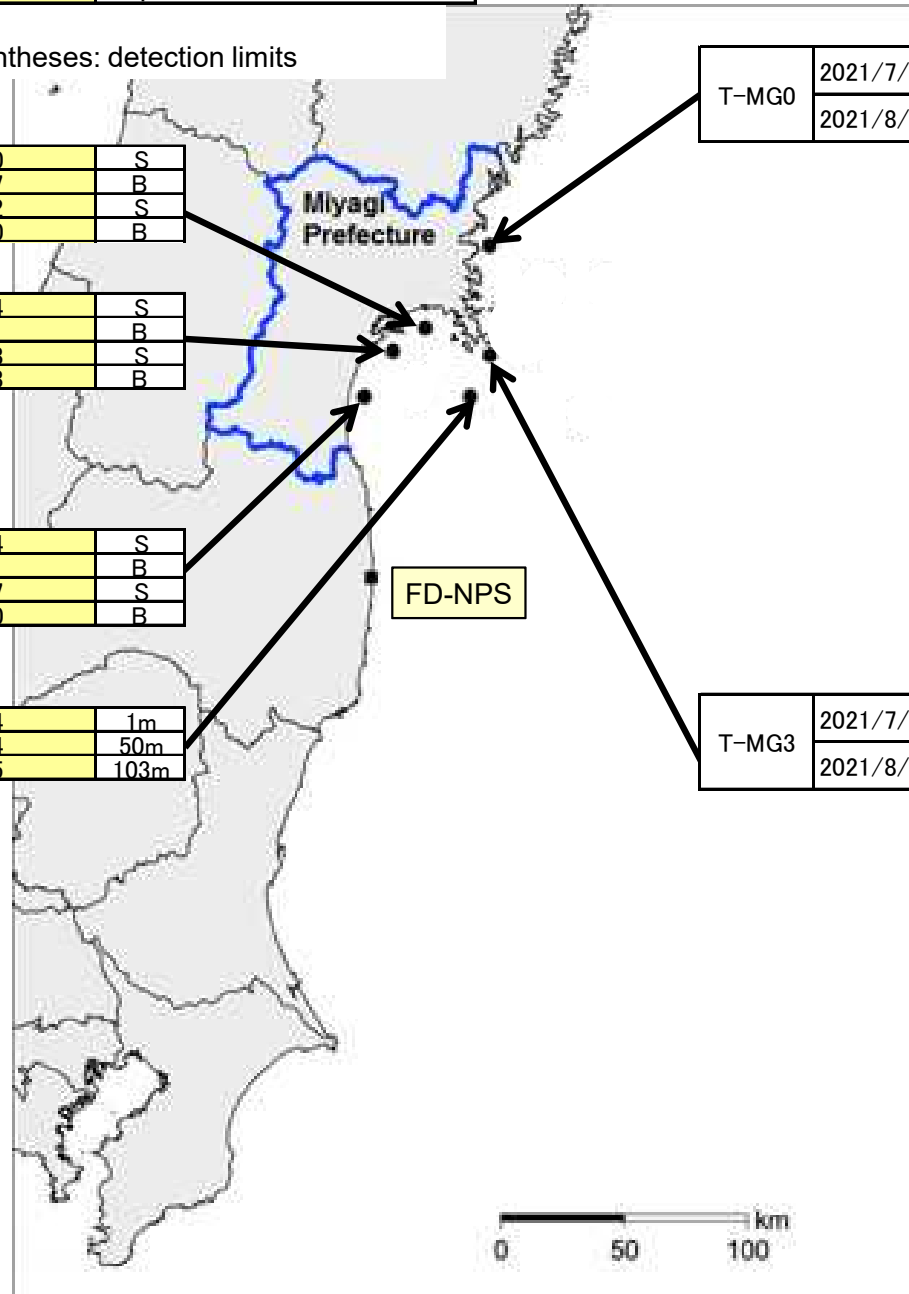 ntheses: detection limits
T-MG0
2021/7/
2021/8/
S
B
S
B
Miyagi
Prefecture
S
B
S
B
S
B
S
B
FD-NPS
1m
50m
103m
T-MG3
2021/7/
2021/8/
km
0 50 100